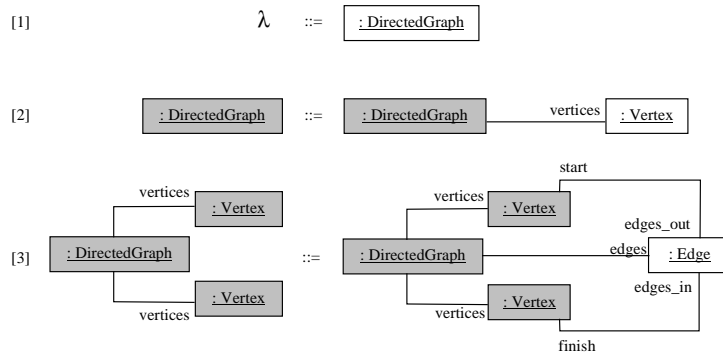 [1] λ ::= : DirectedGraph
[2] : DirectedGraph ::= : DirectedGraph vertices : Vertex
start
vertices vertices
: Vertex : Vertex
edges_out
[3] : DirectedGraph ::= : DirectedGraph edges : Edge
edges_in
: Vertex : Vertex
vertices vertices
finish